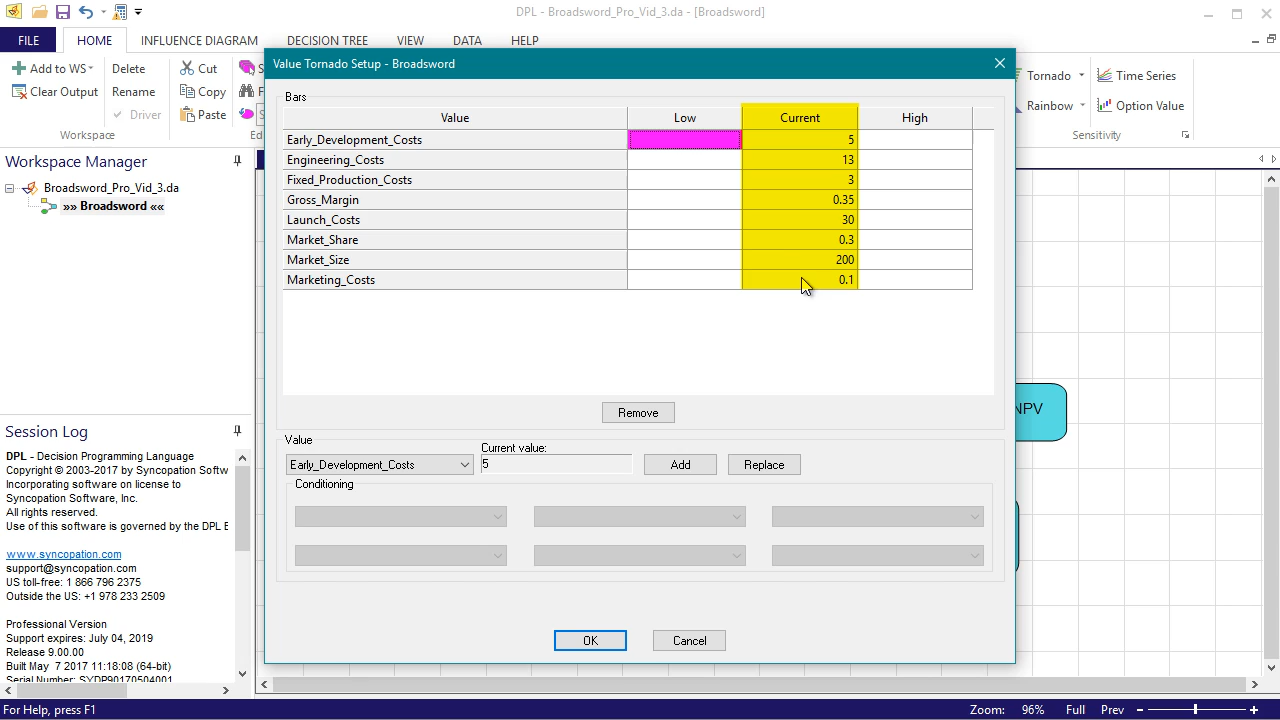 DPL - Broadsword_Pro_Vid_3.da - [Broadsword]
FILE HOME INFLUENCE DIAGRAM DECISION TREE VIEW DATA HELP
Add to WS Delete Cut
Clear Output Rename Copy
Driver Paste
Workspace
Tornado Time Series
Rainbow Option Value
Sensitivity
Workspace Manager
Broadsword_Pro_Vid_3.da
»» Broadsword ««
Session Log
DPL - Decision Programming Language
Copyright © 2003-2017 by Syncopation Softw
Incorporating software on license to
Syncopation Software, Inc.
All rights reserved.
Use of this software is governed by the DPL E
www.syncopation.com
support@syncopation.com
US toll-free: 1 866 796 2375
Outside the US: +1 978 233 2509
Professional Version
Support expires: July 04, 2019
Release 9.00.00
Built May 7 2017 11:18:08 (64-bit)
Serial Number: SYDP90170504001
Value Tornado Setup - Broadsword
Bars
Value Low Current High
Early_Development_Costs 5
Engineering_Costs 13
Fixed_Production_Costs 3
Gross_Margin 0.35
Launch_Costs 30
Market_Share 0.3
Market_Size 200
Marketing_Costs 0.1
Remove
Value
Current value:
Early_Development_Costs 5 Add Replace
Conditioning
OK Cancel
NPV
For Help, press F1
Zoom: 96% Full Prev